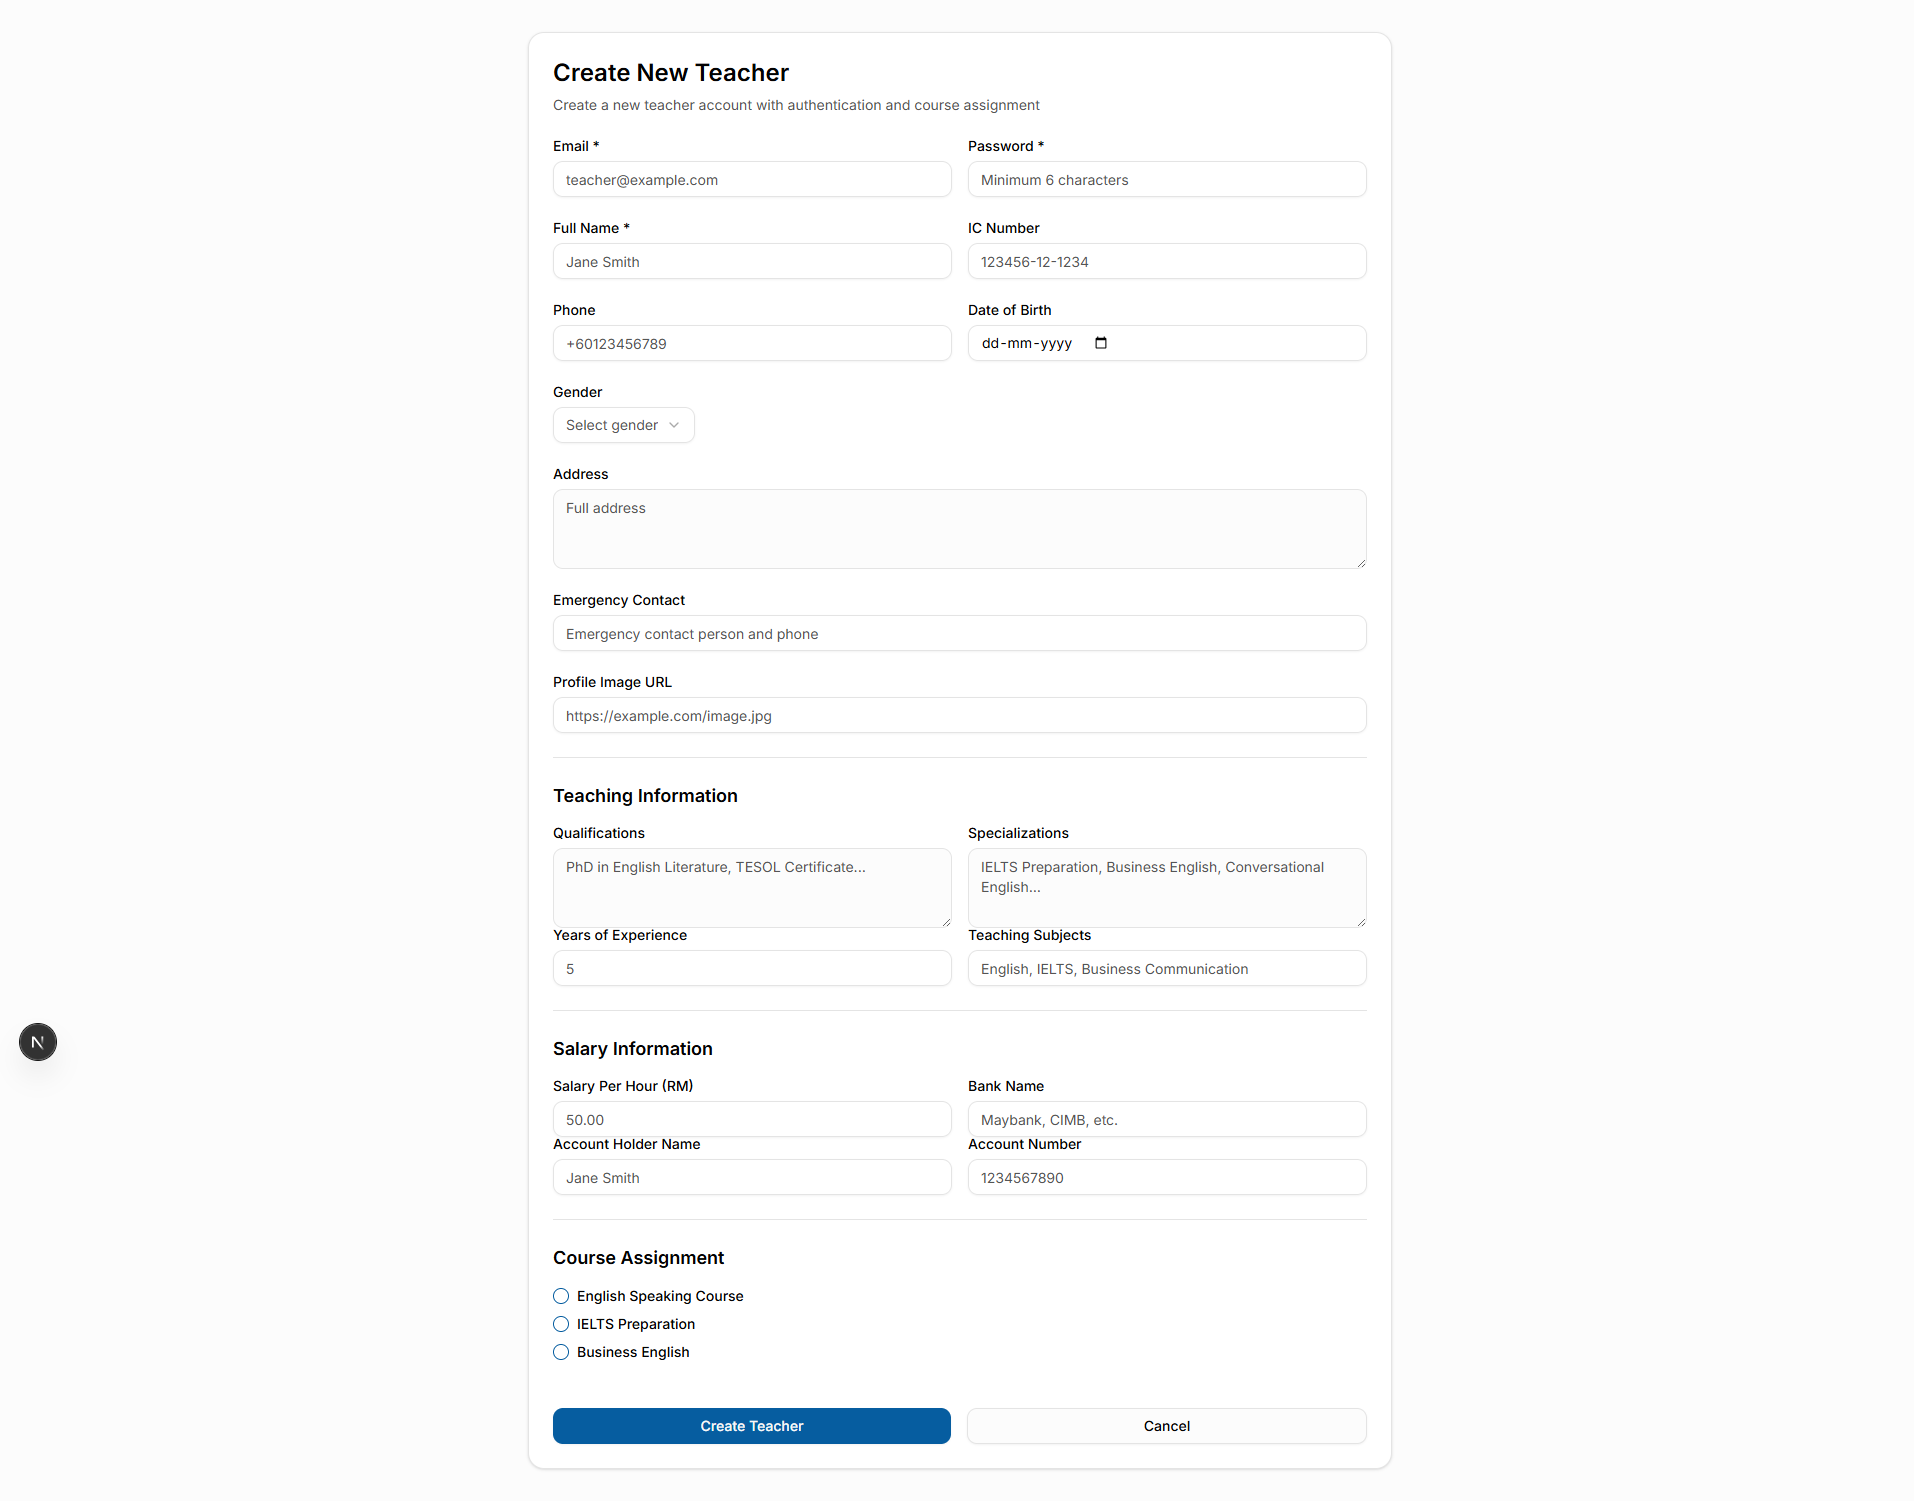 Create New Teacher
Create a new teacher account with authentication and course assignment
Email *
Password *
teacher@example.com
Minimum 6 characters
Full Name *
IC Number
Jane Smith
123456-12-1234
Phone
Date of Birth
+60123456789
dd-mm-yyyy
Gender
Select gender
Address
Full address
Emergency Contact
Emergency contact person and phone
Profile Image URL
https://example.com/image.jpg
Teaching Information
Qualifications
Specializations
PhD in English Literature, TESOL Certificate...
IELTS Preparation, Business English, Conversational
English...
Years of Experience
Teaching Subjects
5
English, IELTS, Business Communication
Salary Information
Salary Per Hour (RM)
Bank Name
50.00
Maybank, CIMB, etc.
Account Holder Name
Account Number
Jane Smith
1234567890
Course Assignment
English Speaking Course
IELTS Preparation
Business English
Create Teacher
Cancel
N